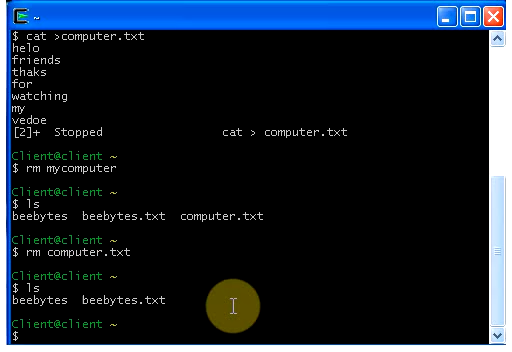 ~
$ cat >computer.txt
helo
friends
thaks
for
watching
my
vedoe
[2]+  Stopped                 cat > computer.txt
Client@client ~
$ rm mycomputer
Client@client ~
$ ls
beebytes  beebytes.txt  computer.txt
Client@client ~
$ rm computer.txt
Client@client ~
$ ls
beebytes  beebytes.txt
Client@client ~
$